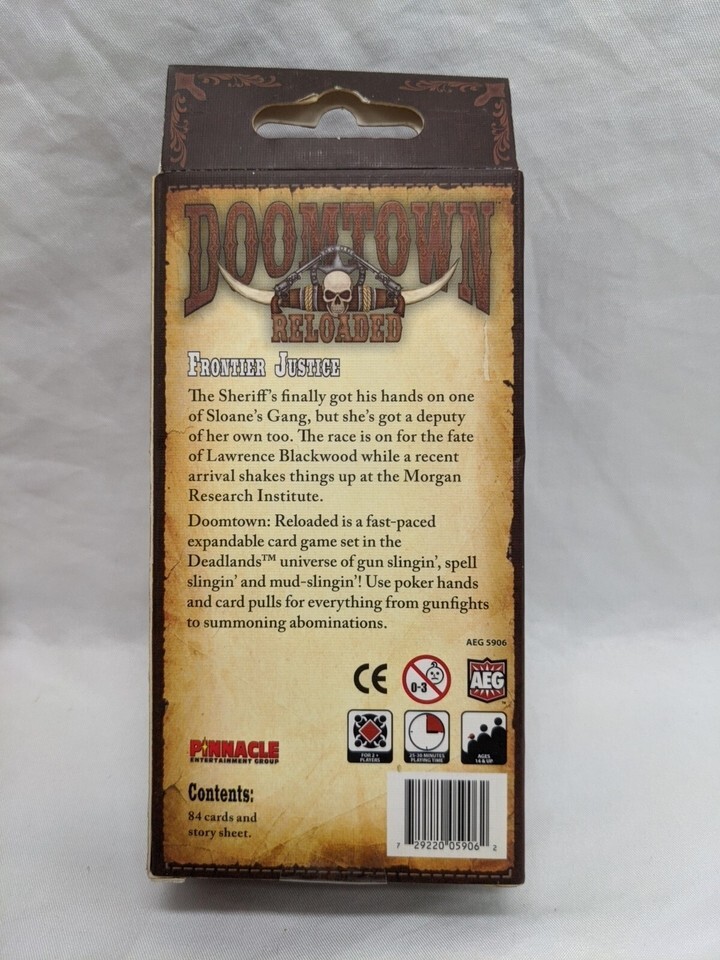 DOOMTOWN
RELOADED
FRONTIER JUSTICE
The Sheriff's finally got his hands on one
of Sloane's Gang, but she's got a deputy
of her own too. The race is on for the fate
of Lawrence Blackwood while a recent
arrival shakes things up at the Morgan
Research Institute.
Doomtown: Reloaded is a fast-paced
expandable card game set in the
Deadlands™ universe of gun slingin', spell
slingin' and mud-slingin'! Use poker hands
and card pulls for everything from gunfights
to summoning abominations.
AEG 5906
CE
0-3
AEG
FOR 2+
PLAYERS
25-35 MINUTES
PLAYING TIME
AGES
14 & UP
PINNACLE
ENTERTAINMENT GROUP
Contents:
84 cards and
story sheet.
7 29220 05906 2